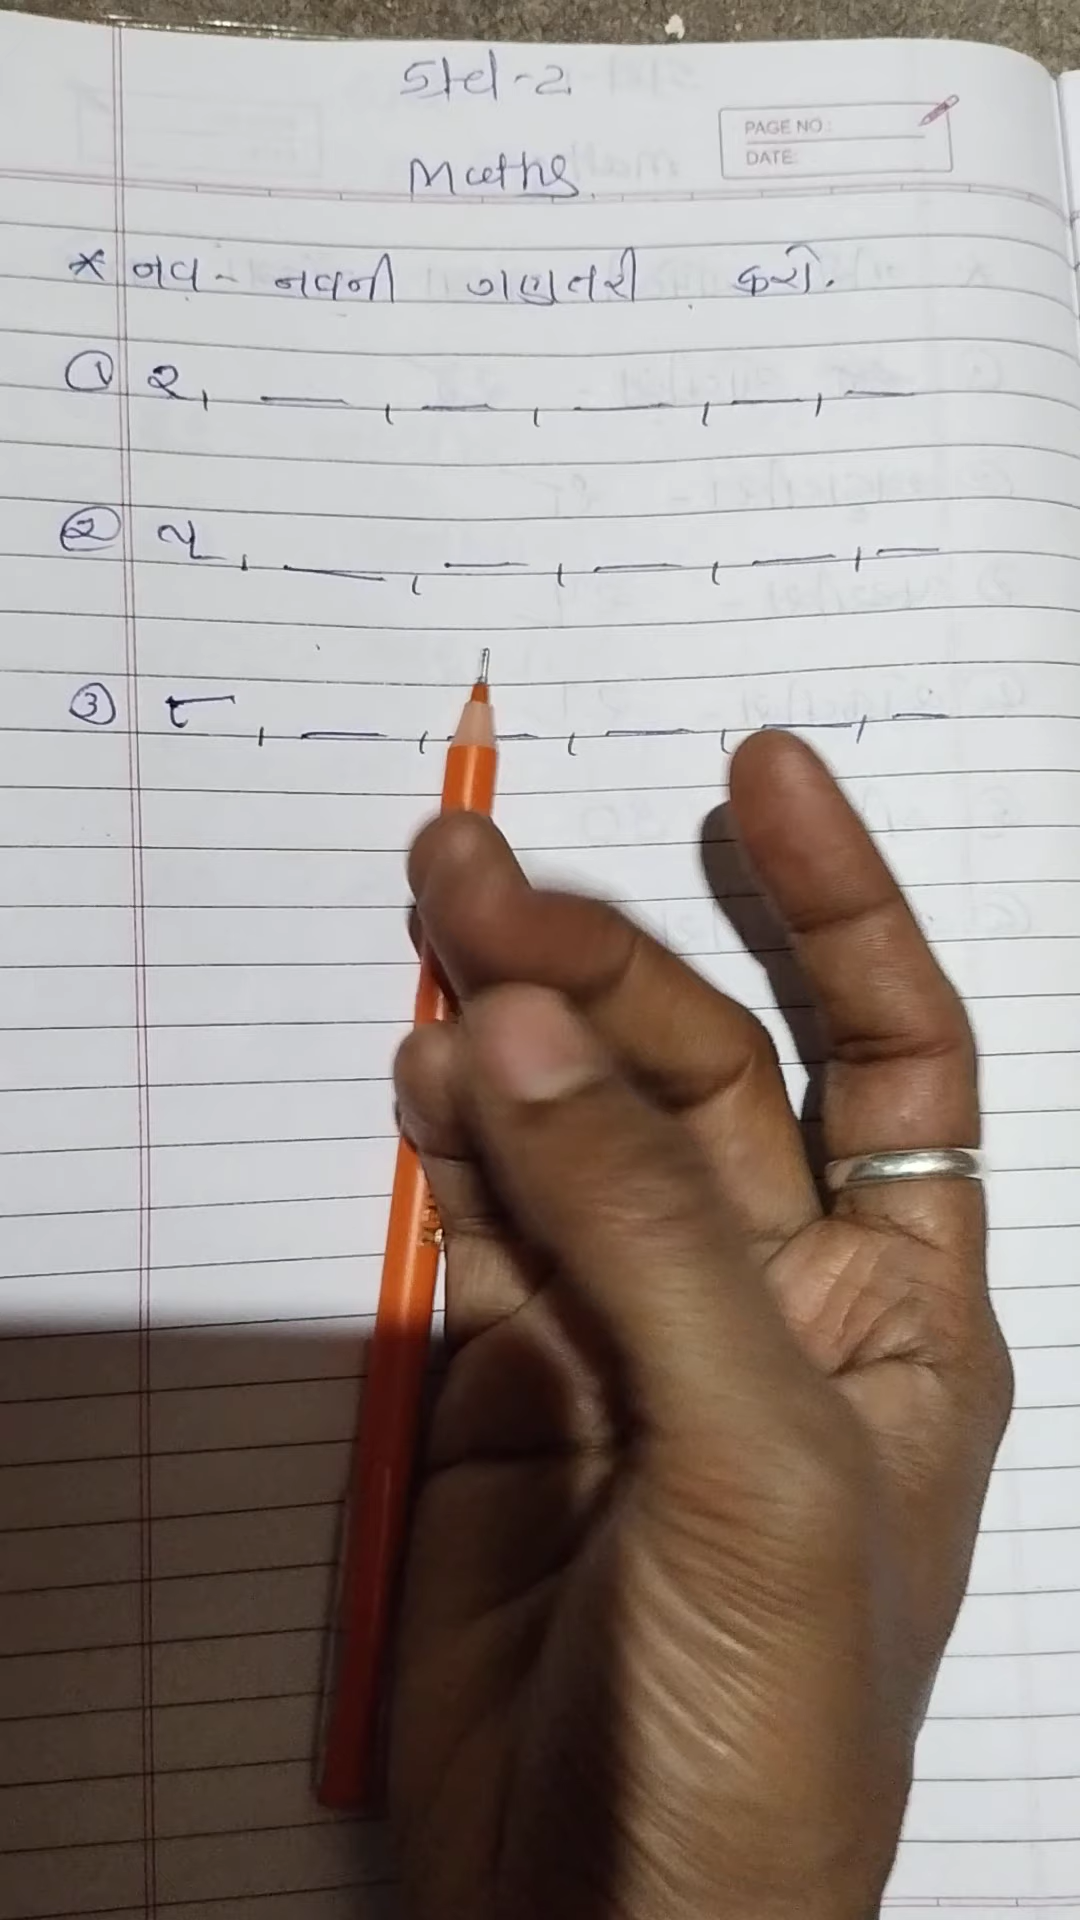 ડાલ-૨
Maths
PAGE NO:
DATE:
* નવ - નવની ગણતરી કરો.
① ૨, __, __, __, __, __
② ૫, __, __, __, __, __
③ ૮, __, __, __, __, __